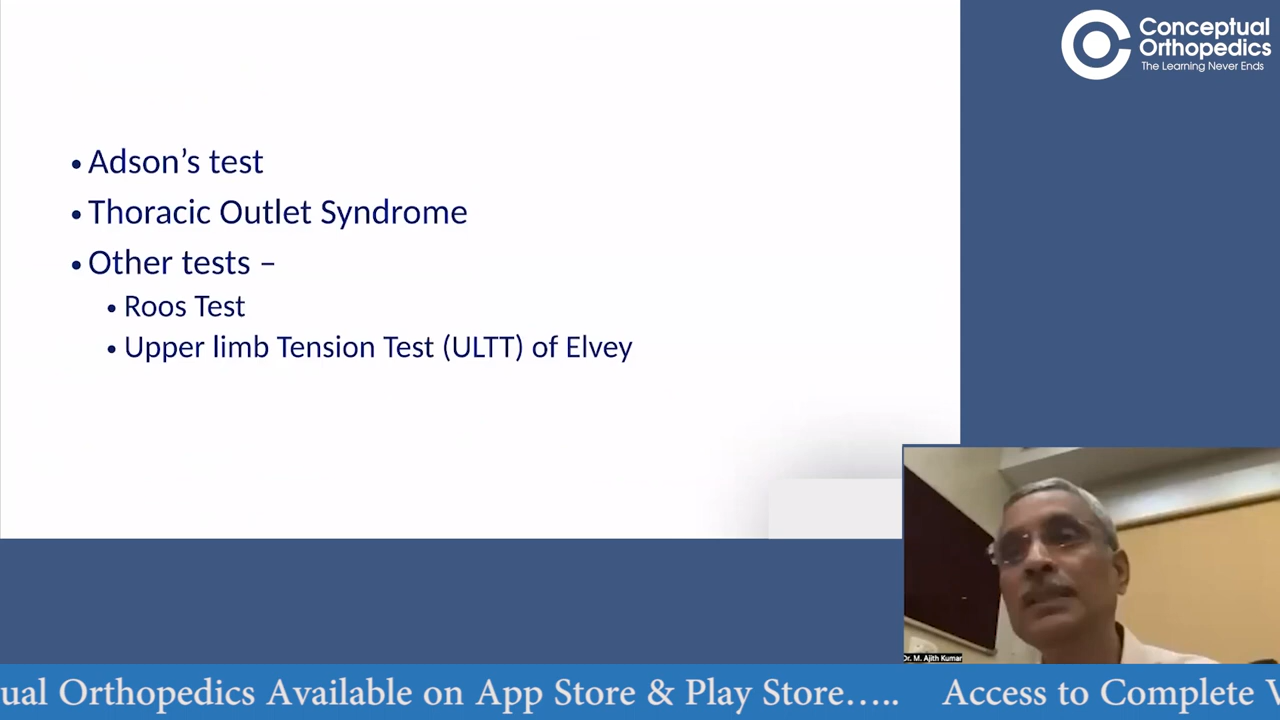 Conceptual
Orthopedics
The Learning Never Ends
• Adson’s test
• Thoracic Outlet Syndrome
• Other tests –
• Roos Test
• Upper limb Tension Test (ULTT) of Elvey
Dr. M. Ajith Kumar
ual Orthopedics Available on App Store & Play Store….. Access to Complete V